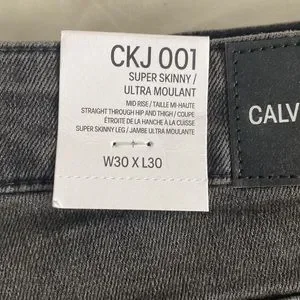 CKJ 001
SUPER SKINNY /
ULTRA MOULANT
MID RISE / TAILLE MI-HAUTE
STRAIGHT THROUGH HIP AND THIGH / COUPE
ÉTROITE DE LA HANCHE À LA CUISSE
SUPER SKINNY LEG / JAMBE ULTRA MOULANTE
W30 X L30
CALV